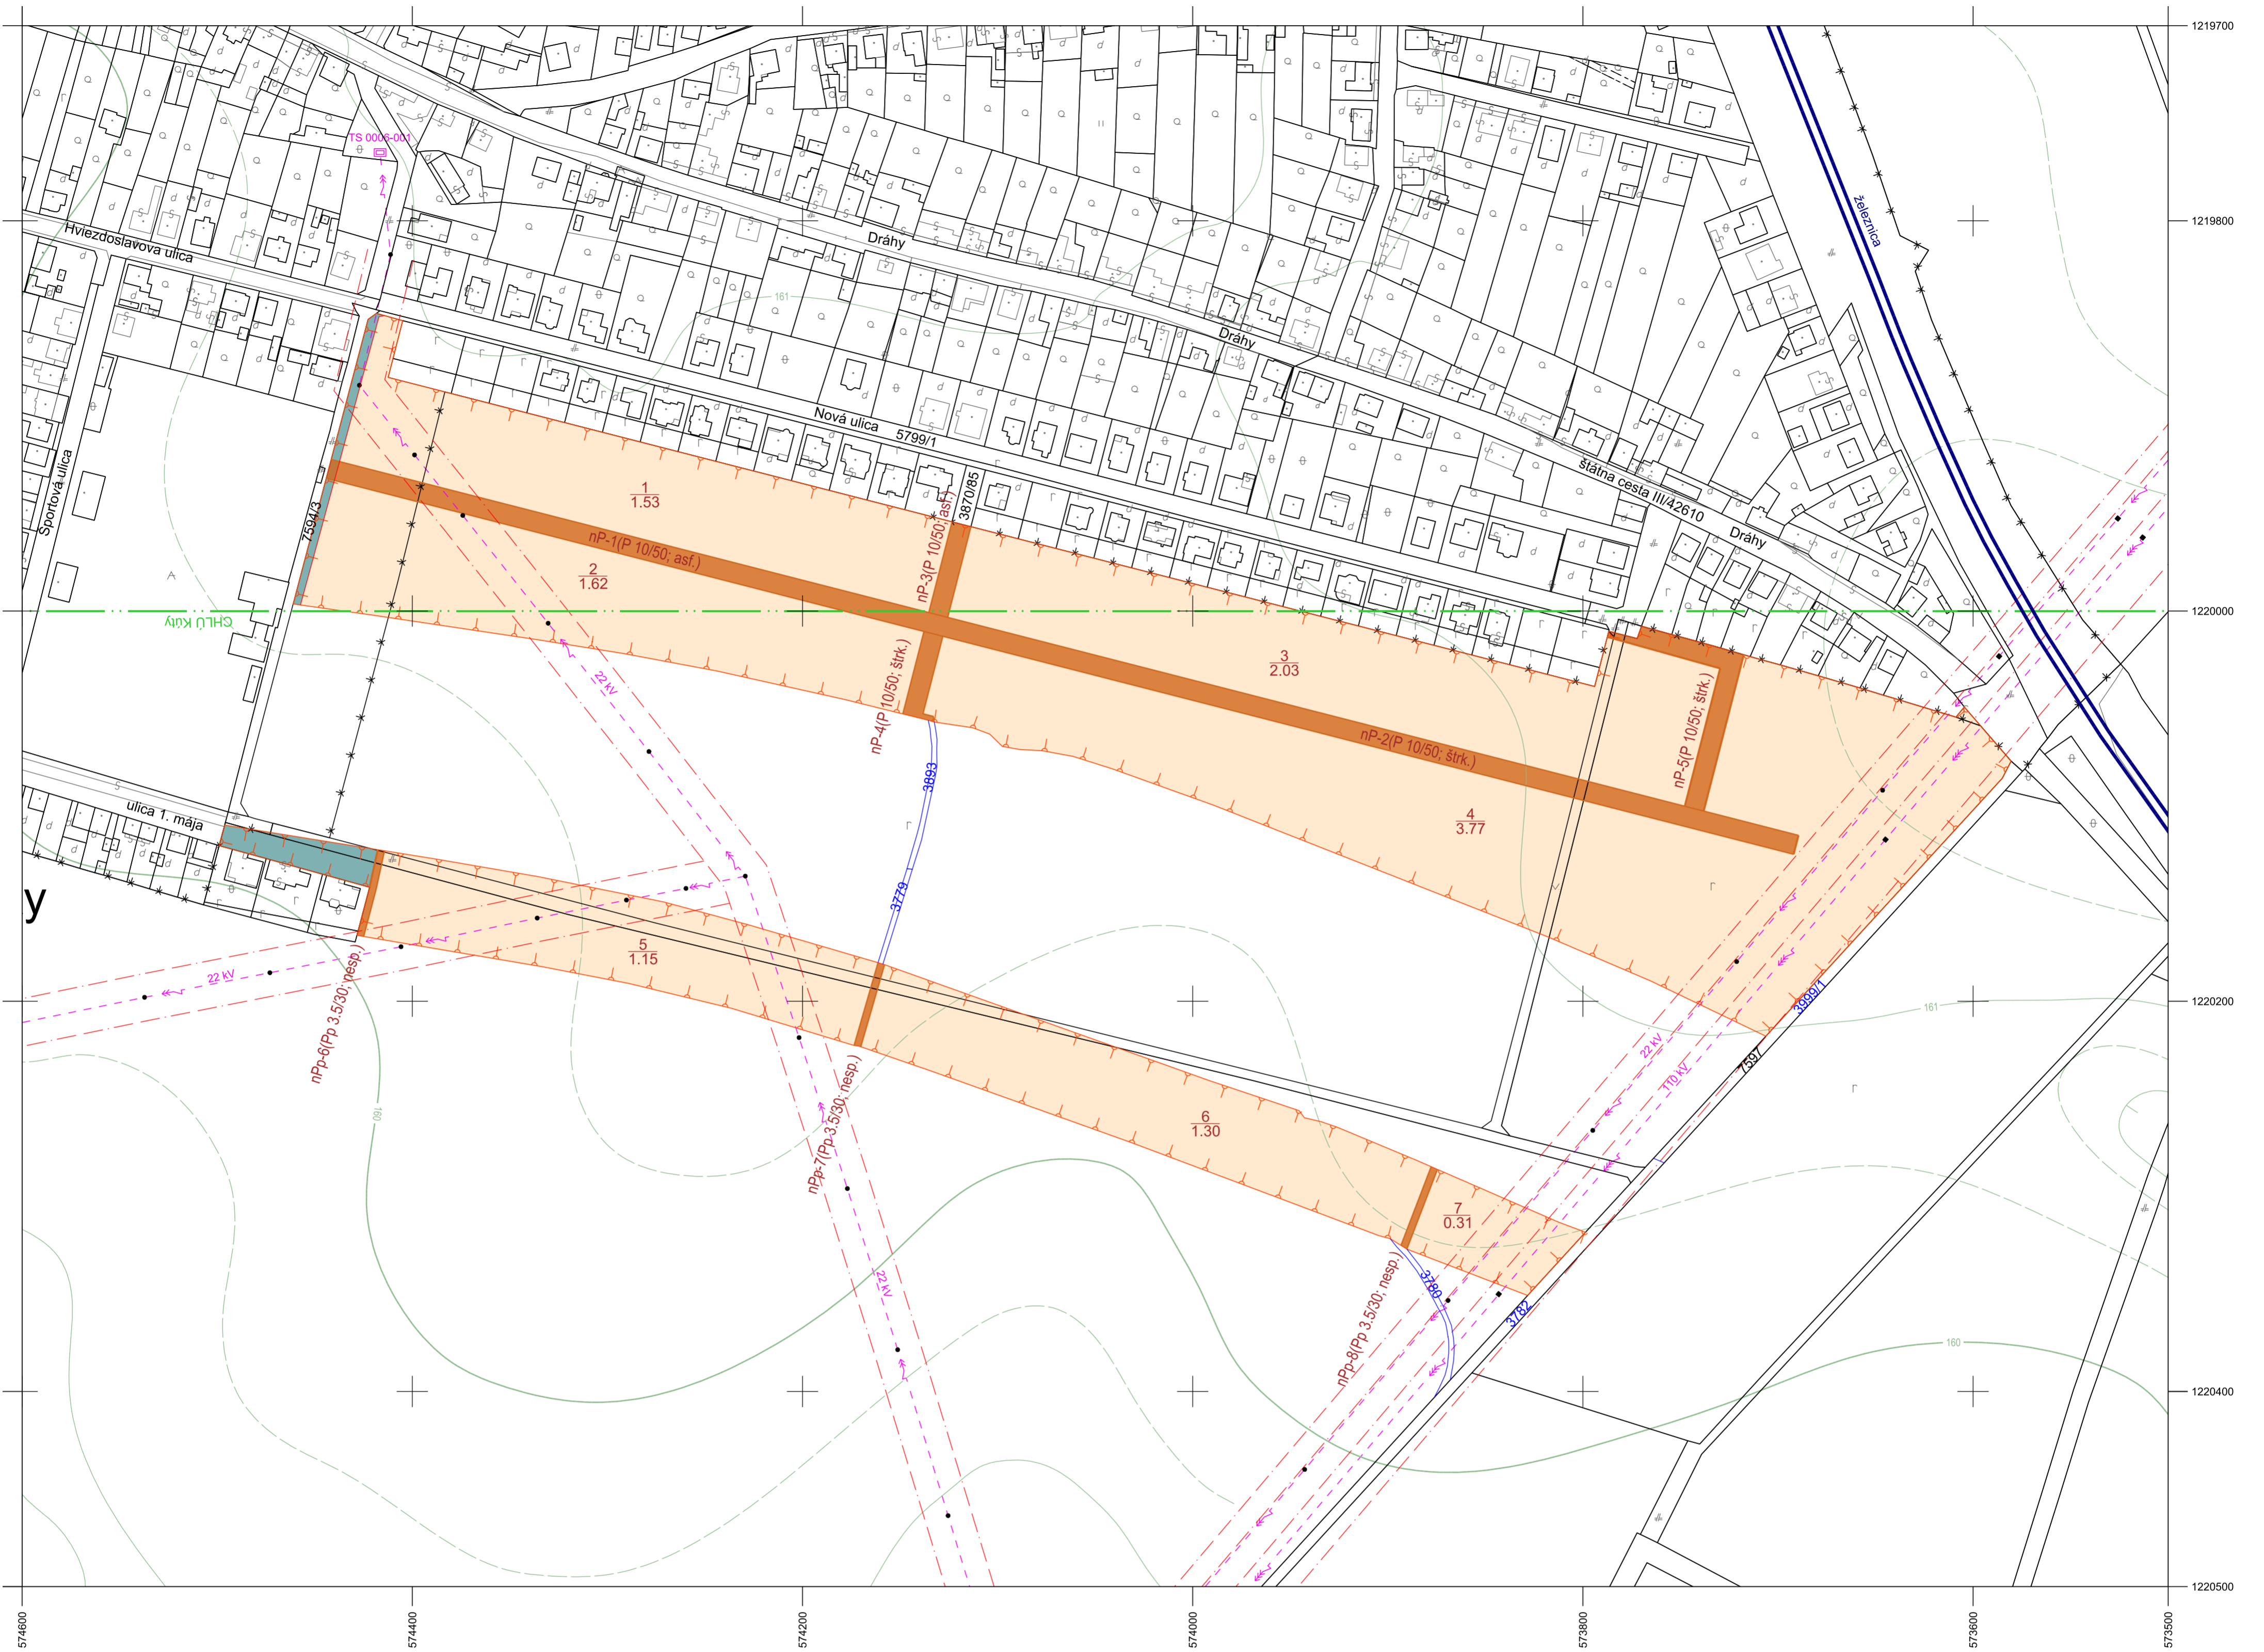 1219700
TS 0006-001
železnica
1219800
Hviezdoslavova ulica
Dráhy
161
Dráhy
Nová ulica 5799/1
Športová ulica
7594/3
1
1.53
nP-1(P 10/50; asf.)
nP-3(P 10/50; asf.)
3870/85
štátna cesta III/42610
Dráhy
2
1.62
CHLÚ Kúty
1220000
3
2.03
22 kV
nP-4(P 10/50; štrk.)
nP-2(P 10/50; štrk.)
nP-5(P 10/50; štrk.)
3893
4
3.77
ulica 1. mája
y
3779
5
1.15
22 kV
nPp-6(Pp 3.5/30; nesp.)
3999/1
161
1220200
22 kV
7597
110 kV
160
nPp-7(Pp 3.5/30; nesp.)
6
1.30
7
0.31
22 kV
3780
3782
nPp-8(Pp 3.5/30; nesp.)
160
1220400
1220500
574600
574400
574200
574000
573800
573600
573500